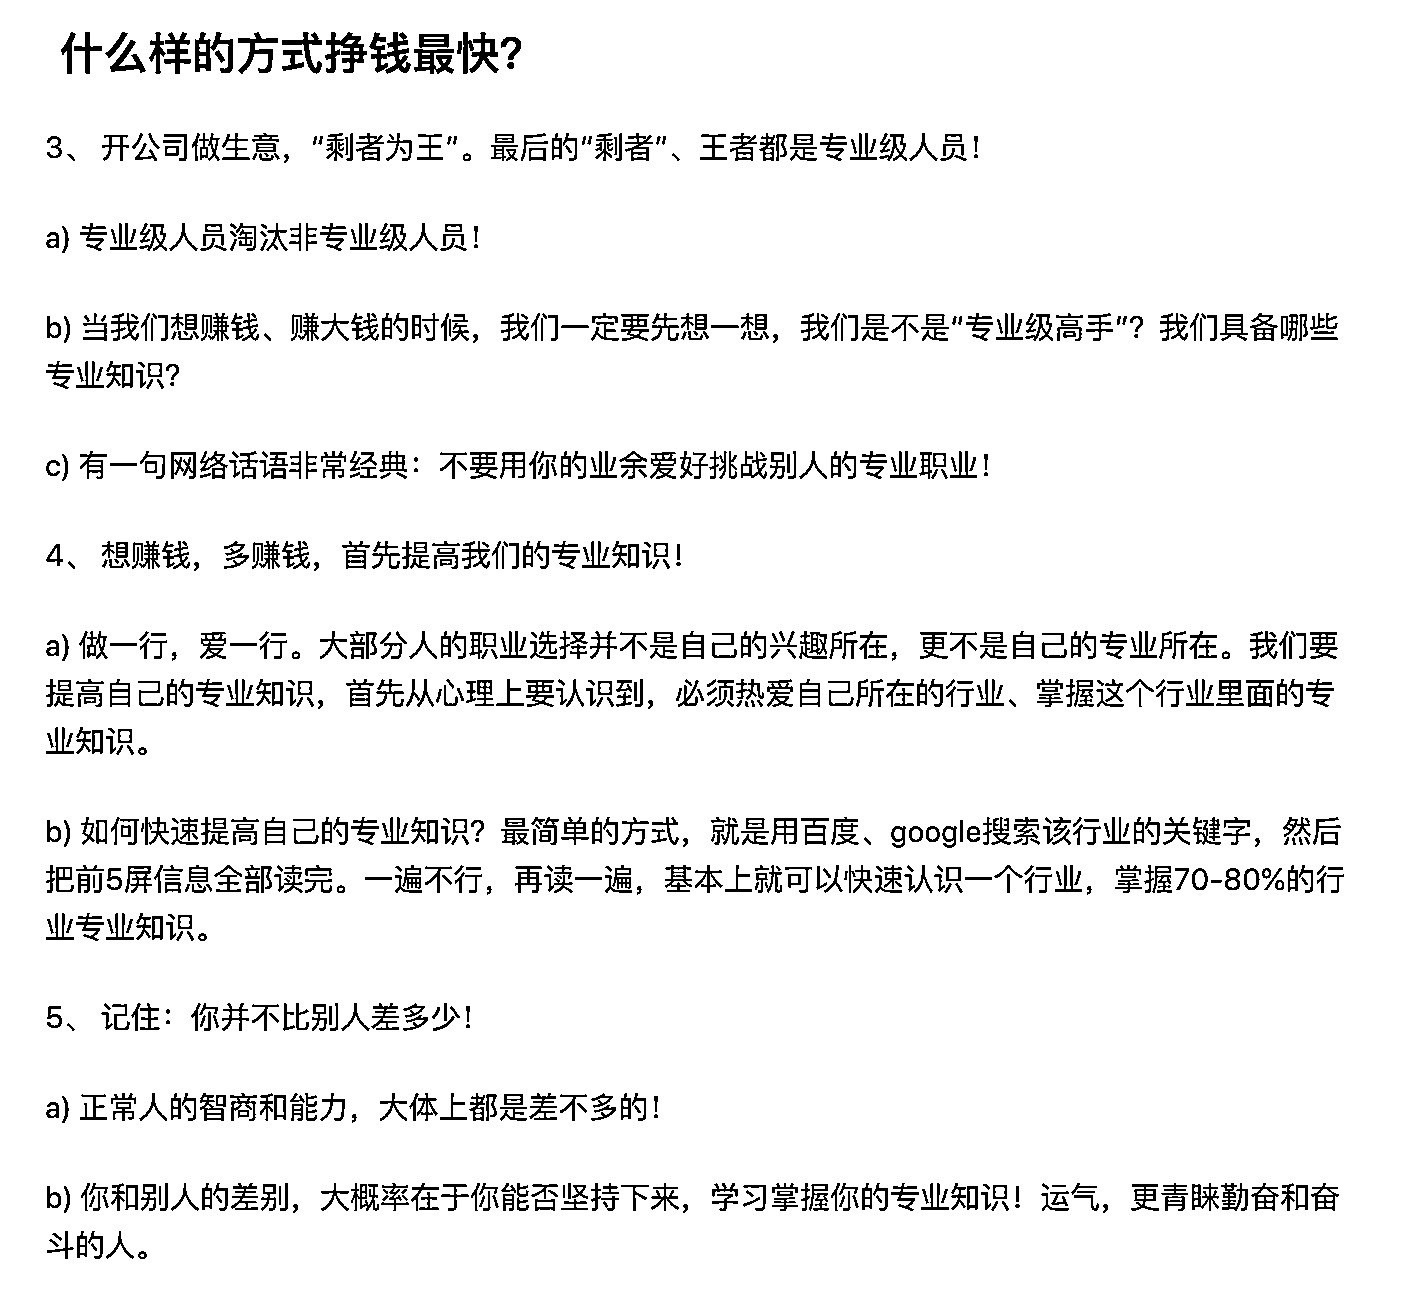 什么样的方式挣钱最快？
3、 开公司做生意，“剩者为王”。最后的“剩者”、王者都是专业级人员！
a) 专业级人员淘汰非专业级人员！
b) 当我们想赚钱、赚大钱的时候，我们一定要先想一想，我们是不是“专业级高手”？我们具备哪些
专业知识？
c) 有一句网络话语非常经典：不要用你的业余爱好挑战别人的专业职业！
4、 想赚钱，多赚钱，首先提高我们的专业知识！
a) 做一行，爱一行。大部分人的职业选择并不是自己的兴趣所在，更不是自己的专业所在。我们要
提高自己的专业知识，首先从心理上要认识到，必须热爱自己所在的行业、掌握这个行业里面的专
业知识。
b) 如何快速提高自己的专业知识？最简单的方式，就是用百度、google搜索该行业的关键字，然后
把前5屏信息全部读完。一遍不行，再读一遍，基本上就可以快速认识一个行业，掌握70-80%的行
业专业知识。
5、 记住：你并不比别人差多少！
a) 正常人的智商和能力，大体上都是差不多的！
b) 你和别人的差别，大概率在于你能否坚持下来，学习掌握你的专业知识！运气，更青睐勤奋和奋
斗的人。